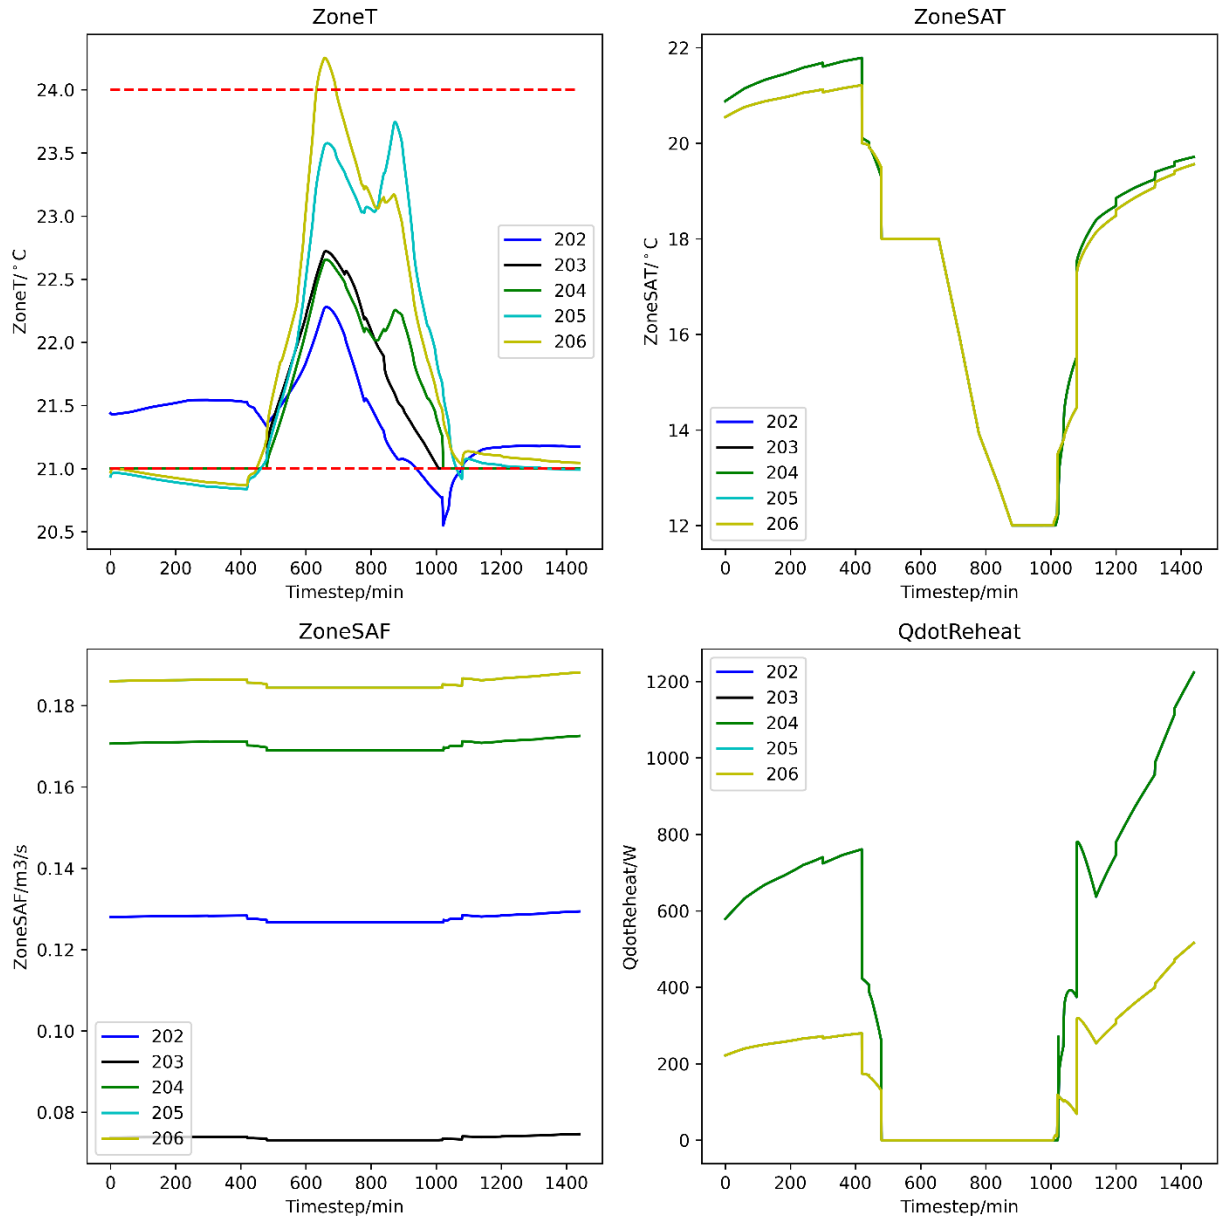 ZoneT
24.0
23.5
23.0
22.5
22.0
21.5
21.0
20.5
ZoneT/°C
202
203
204
205
206
0 200 400 600 800 1000 1200 1400
Timestep/min
ZoneSAT
22
20
18
16
14
12
ZoneSAT/°C
202
203
204
205
206
0 200 400 600 800 1000 1200 1400
Timestep/min
ZoneSAF
0.18
0.16
0.14
0.12
0.10
0.08
ZoneSAF/m3/s
202
203
204
205
206
0 200 400 600 800 1000 1200 1400
Timestep/min
QdotReheat
1200
1000
800
600
400
200
0
QdotReheat/W
202
203
204
205
206
0 200 400 600 800 1000 1200 1400
Timestep/min